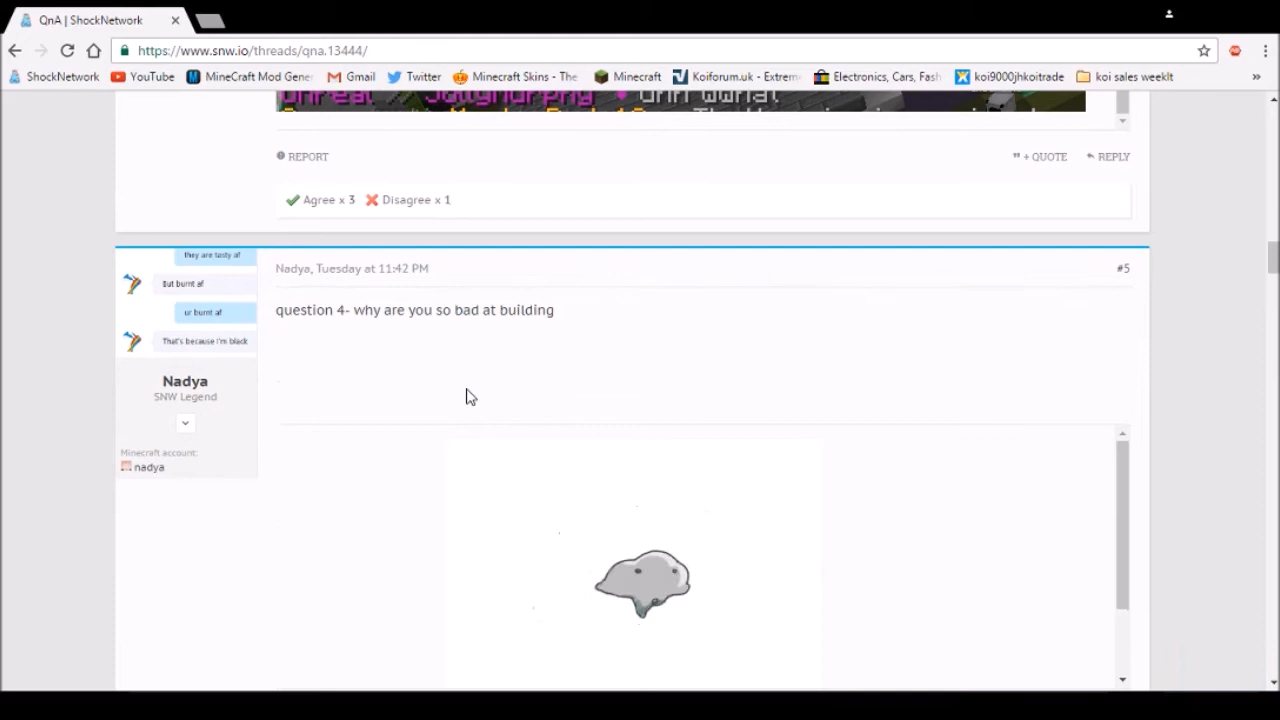 QnA | ShockNetwork
https://www.snw.io/threads/qna.13444/
ShockNetwork YouTube MineCraft Mod Gener Gmail Twitter Minecraft Skins - The Minecraft Koiforum.uk - Extrem Electronics, Cars, Fash koi9000jhkoitrade koi sales weeklt »
REPORT + QUOTE REPLY
Agree x 3 Disagree x 1
they are tasty af
But burnt af
ur burnt af
That's because I'm black
Nadya
SNW Legend
Minecraft account:
nadya
Nadya, Tuesday at 11:42 PM #5
question 4- why are you so bad at building